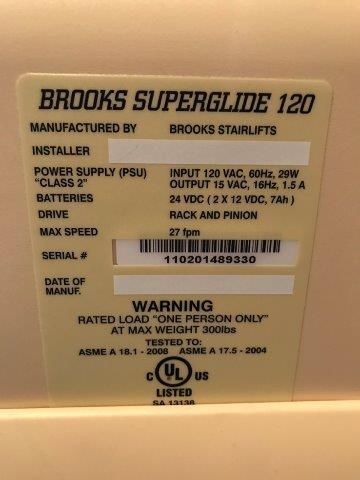 BROOKS SUPERGLIDE 120
MANUFACTURED BY BROOKS STAIRLIFTS
INSTALLER
POWER SUPPLY (PSU) INPUT 120 VAC, 60Hz, 29W
"CLASS 2" OUTPUT 15 VAC, 16Hz, 1.5 A
BATTERIES 24 VDC ( 2 X 12 VDC, 7Ah )
DRIVE RACK AND PINION
MAX SPEED 27 fpm
SERIAL # 110201489330
DATE OF
MANUF.
WARNING
RATED LOAD "ONE PERSON ONLY"
AT MAX WEIGHT 300lbs
TESTED TO:
ASME A 18.1 - 2008 ASME A 17.5 - 2004
C UL US
LISTED
SA 13138